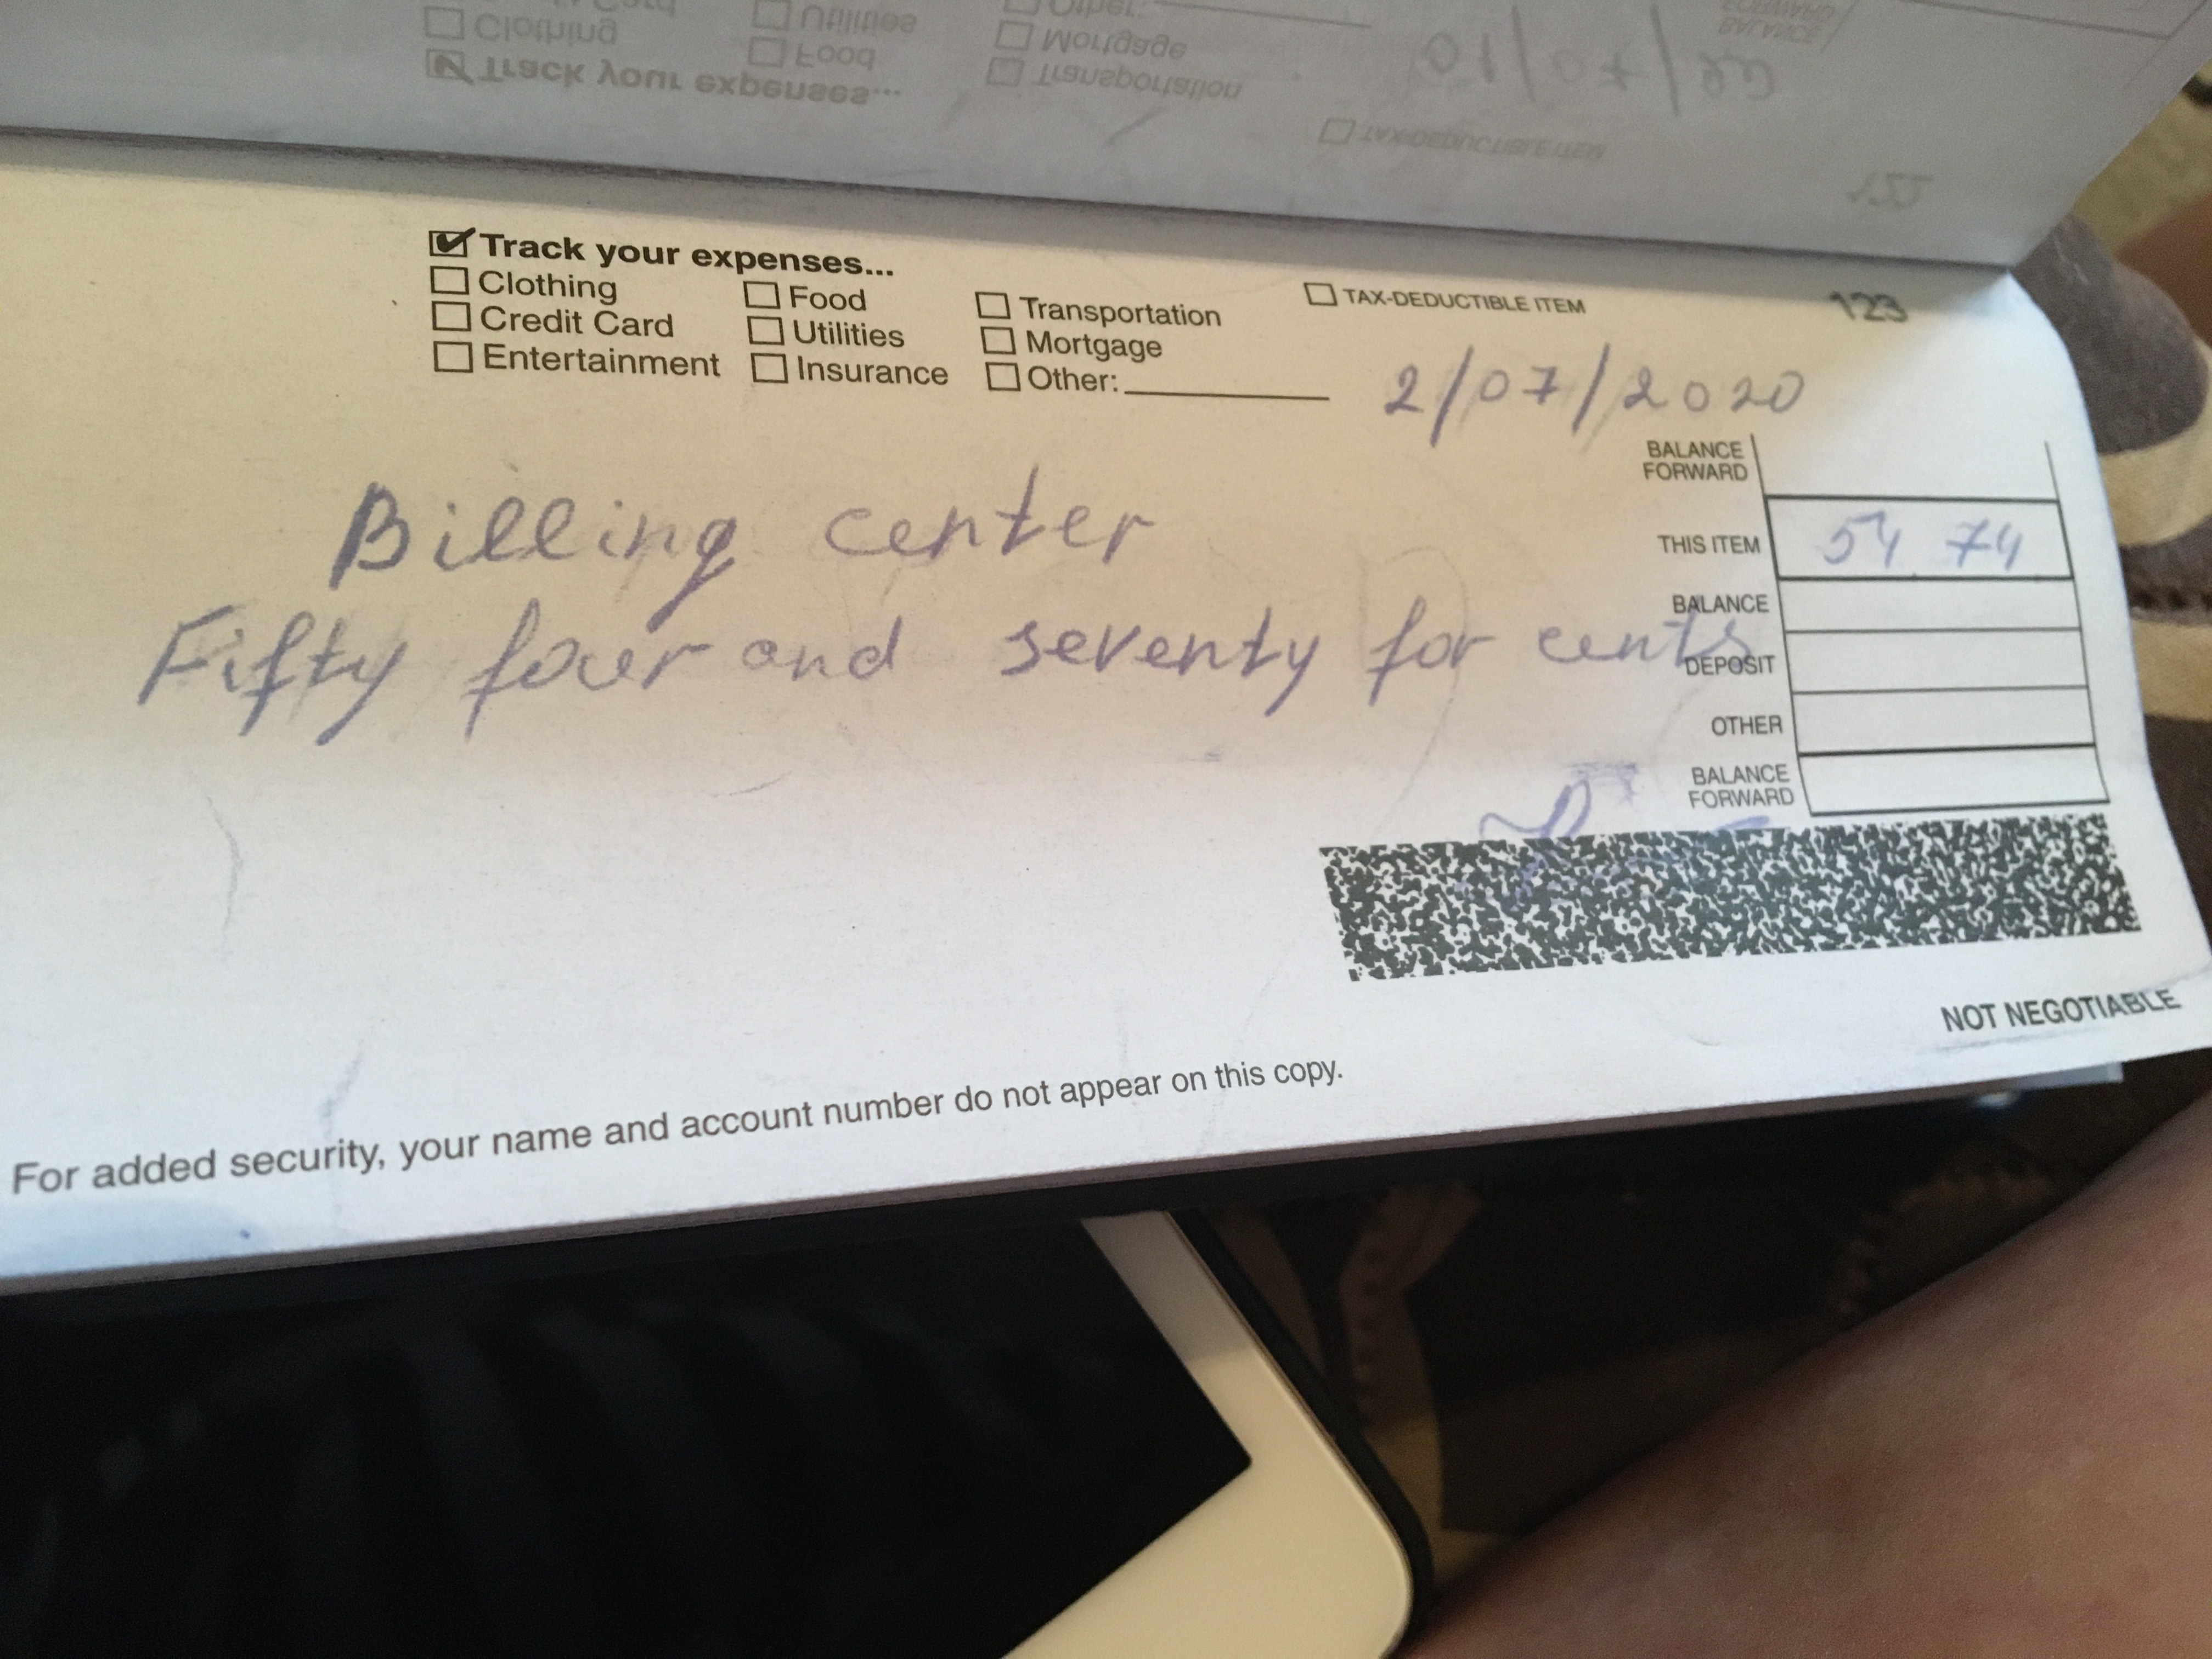 Track your expenses...
Clothing
Food
Transportation
TAX-DEDUCTIBLE ITEM
123
Credit Card
Utilities
Mortgage
Entertainment
Insurance
Other:
2/07/2020
BALANCE
FORWARD
Billing center
THIS ITEM
54 74
Fifty four and seventy for cents
BALANCE
DEPOSIT
OTHER
BALANCE
FORWARD
NOT NEGOTIABLE
For added security, your name and account number do not appear on this copy.